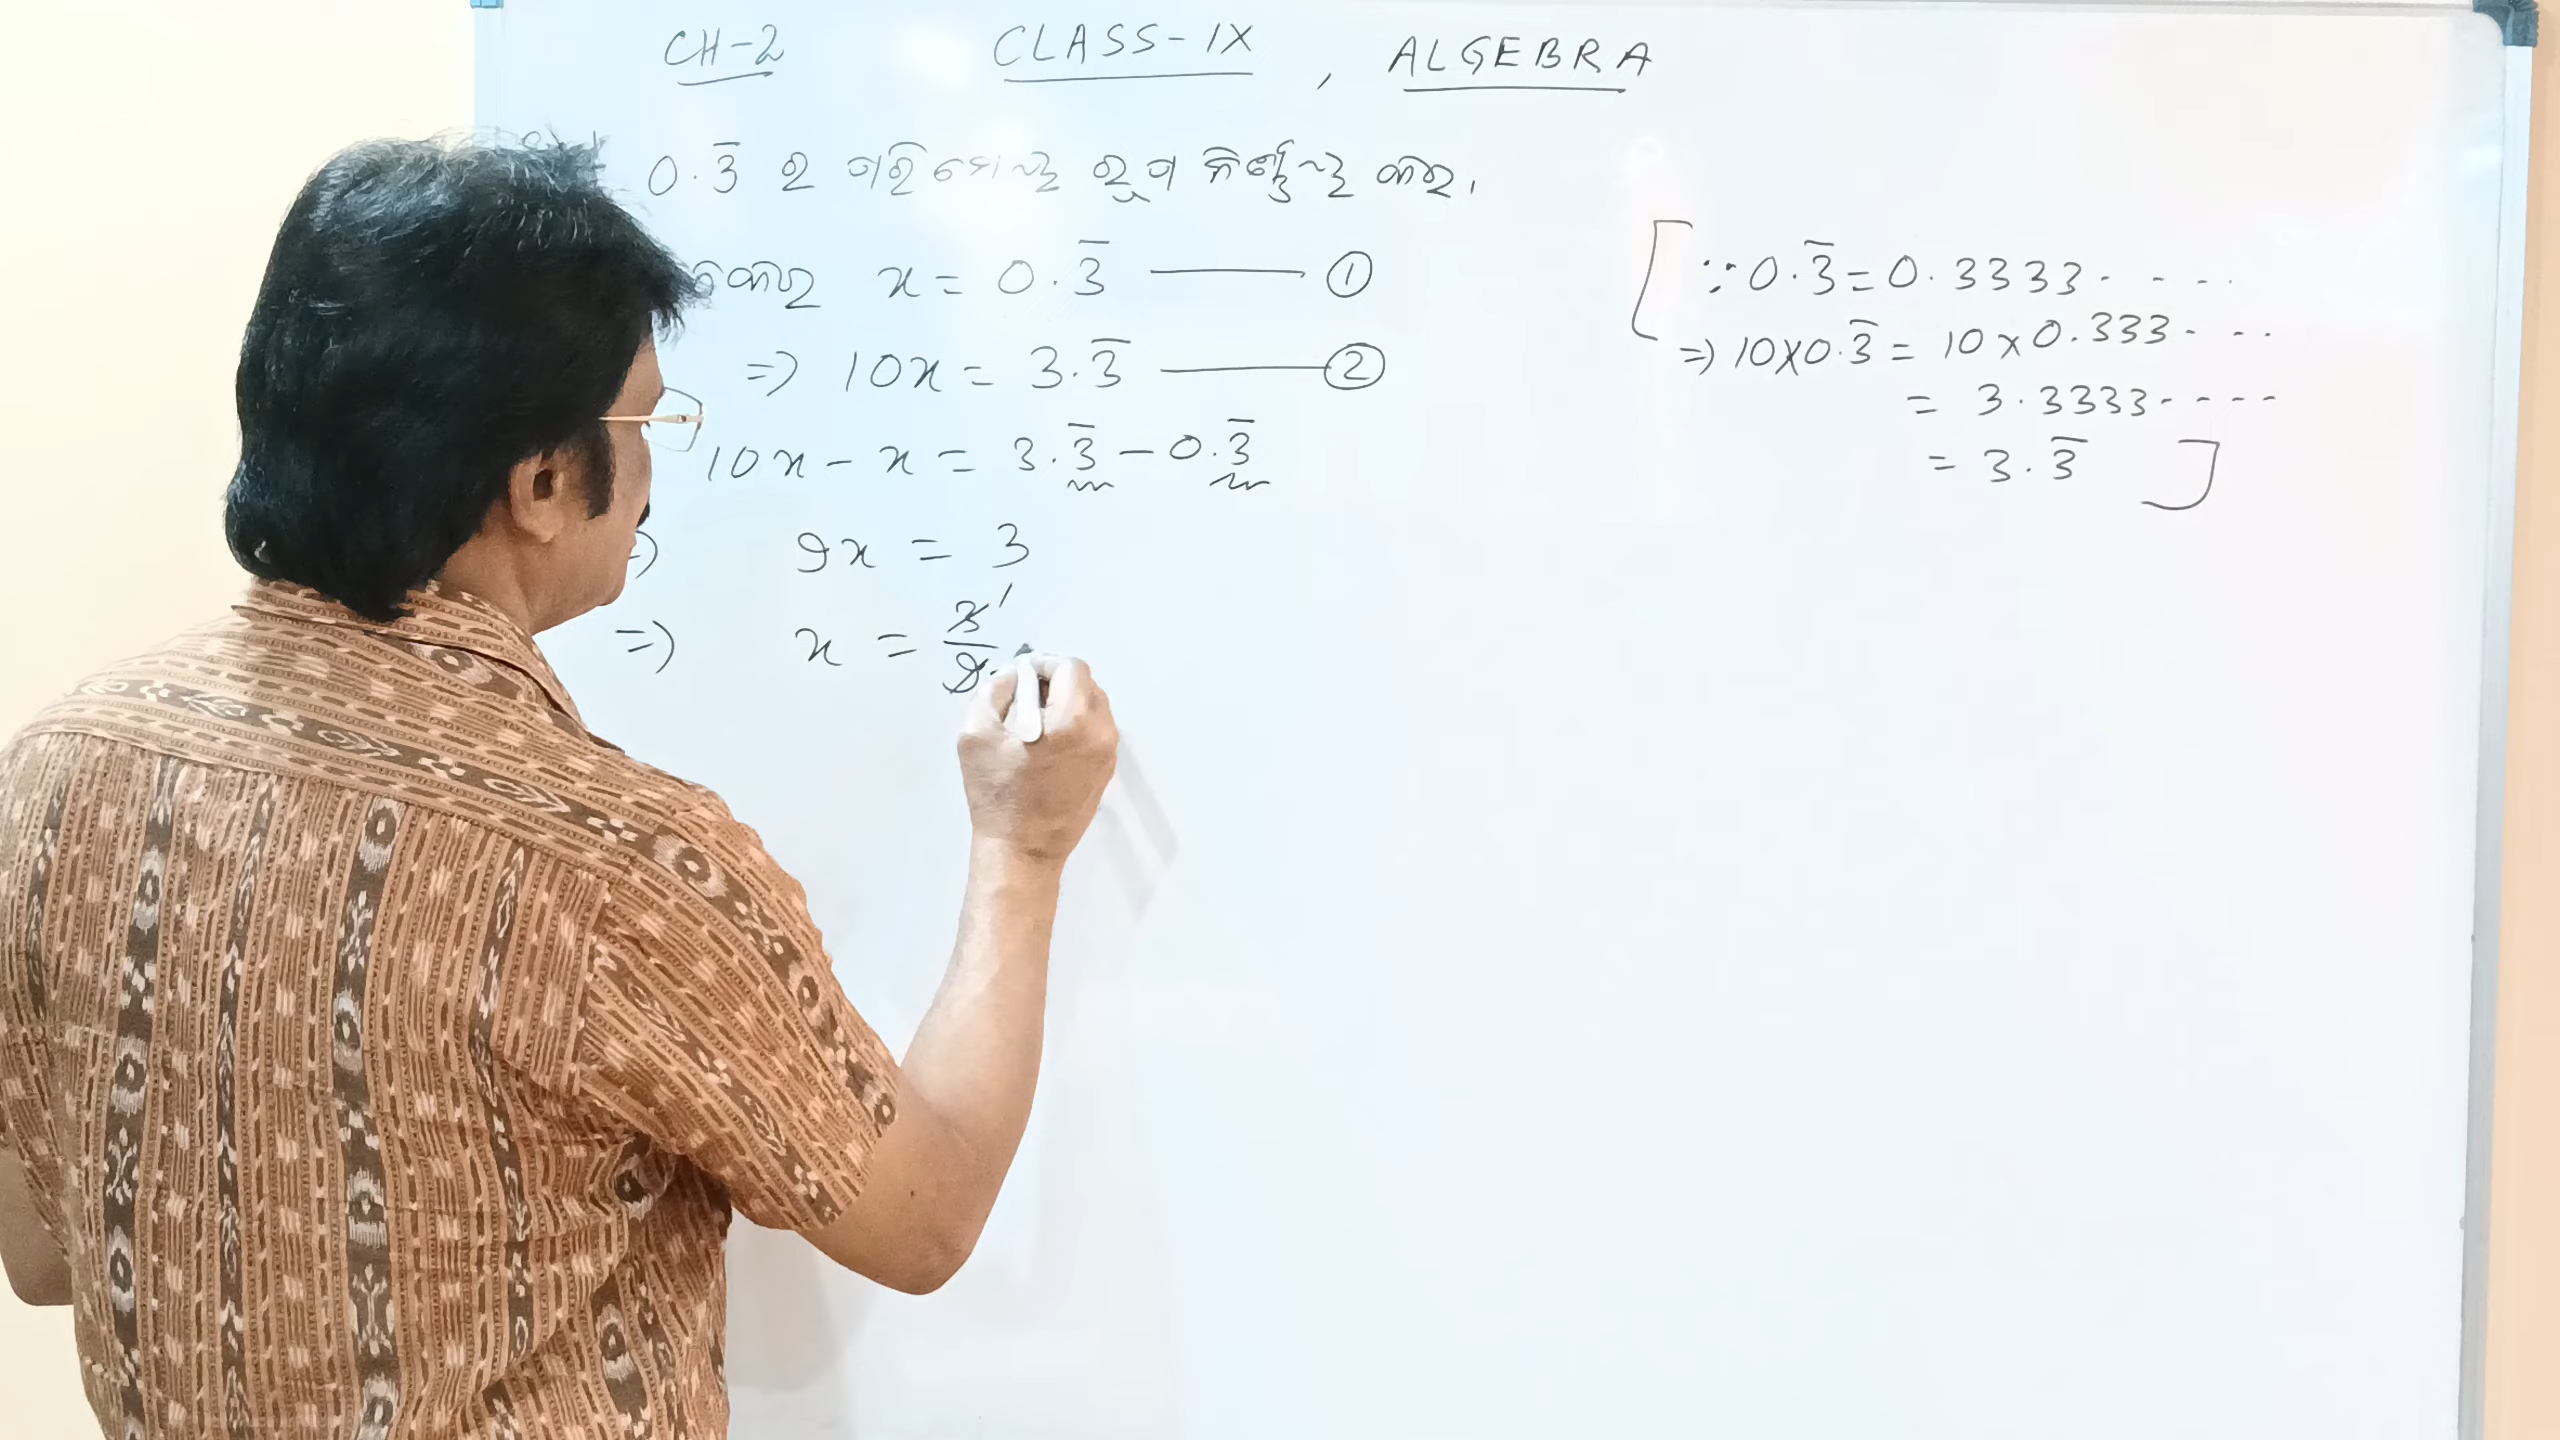 CH-2 CLASS-IX, ALGEBRA
0.3̅ ର ପରିମେୟ ରୂପ ନିର୍ଣ୍ଣୟ କର।
x = 0.3̅ ——— ①
=> 10x = 3.3̅ ——— ②
10x - x = 3.3̅ - 0.3̅
9x = 3
=> x = 3/9 1
[∵ 0.3̅ = 0.3333- - - -
=> 10×0.3̅ = 10 × 0.333- - -
= 3.3333- - - -
= 3.3̅ ]